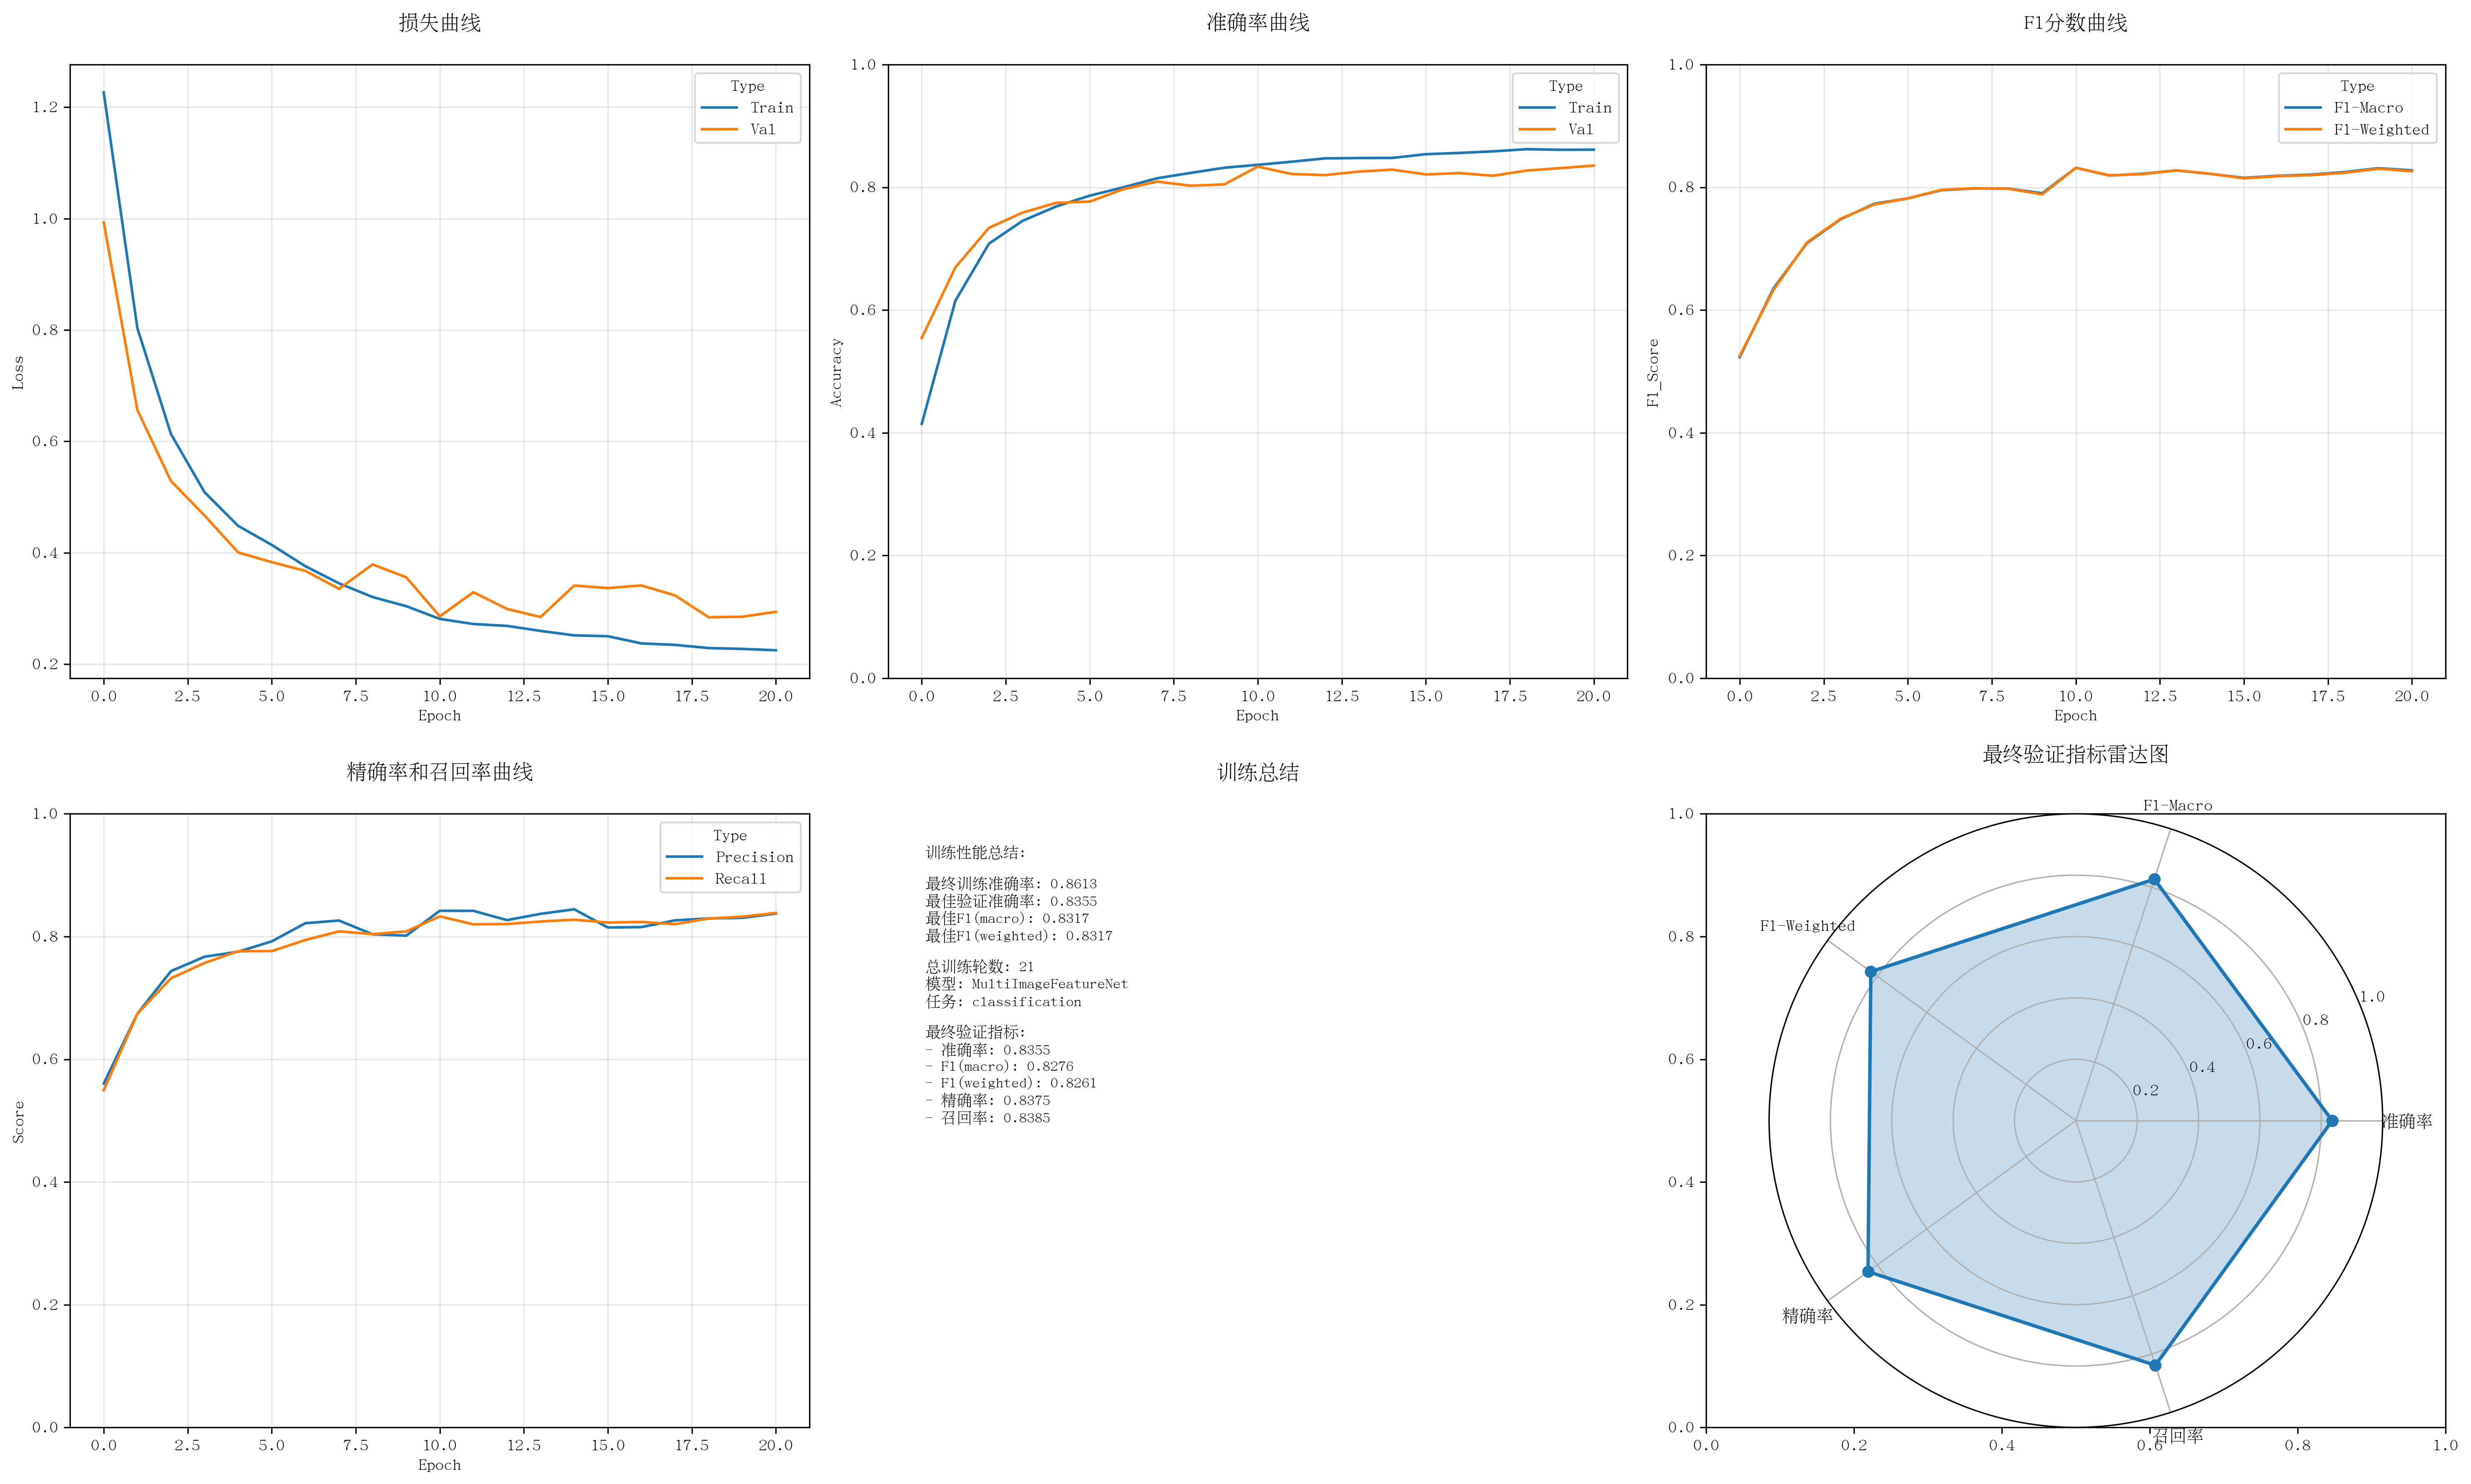 损失曲线
Type
Train
Val
1.2
1.0
0.8
0.6
0.4
0.2
Loss
0.0 2.5 5.0 7.5 10.0 12.5 15.0 17.5 20.0
Epoch
准确率曲线
Type
Train
Val
1.0
0.8
0.6
0.4
0.2
0.0
Accuracy
0.0 2.5 5.0 7.5 10.0 12.5 15.0 17.5 20.0
Epoch
F1分数曲线
Type
F1-Macro
F1-Weighted
1.0
0.8
0.6
0.4
0.2
0.0
F1_Score
0.0 2.5 5.0 7.5 10.0 12.5 15.0 17.5 20.0
Epoch
精确率和召回率曲线
Type
Precision
Recall
1.0
0.8
0.6
0.4
0.2
0.0
Score
0.0 2.5 5.0 7.5 10.0 12.5 15.0 17.5 20.0
Epoch
训练总结
训练性能总结:
最终训练准确率: 0.8613
最佳验证准确率: 0.8355
最佳F1(macro): 0.8317
最佳F1(weighted): 0.8317
总训练轮数: 21
模型: MultiImageFeatureNet
任务: classification
最终验证指标:
- 准确率: 0.8355
- F1(macro): 0.8276
- F1(weighted): 0.8261
- 精确率: 0.8375
- 召回率: 0.8385
最终验证指标雷达图
1.0
0.8
0.6
0.4
0.2
0.0
F1-Macro
F1-Weighted
1.0
0.8
0.6
0.4
0.2
准确率
精确率
召回率
0.0 0.2 0.4 0.6 0.8 1.0